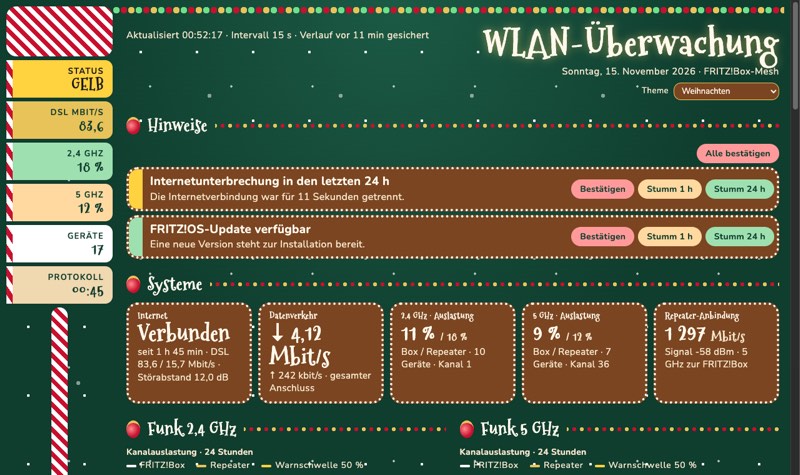 STATUS
GELB
DSL MBIT/S
83,6
2,4 GHZ
18 %
5 GHZ
12 %
GERÄTE
17
PROTOKOLL
00:45
Aktualisiert 00:52:17 · Intervall 15 s · Verlauf vor 11 min gesichert
WLAN-Überwachung
Sonntag, 15. November 2026 · FRITZ!Box-Mesh
Theme Weihnachten
Hinweise
Alle bestätigen
Internetunterbrechung in den letzten 24 h
Die Internetverbindung war für 11 Sekunden getrennt.
Bestätigen Stumm 1 h Stumm 24 h
FRITZ!OS-Update verfügbar
Eine neue Version steht zur Installation bereit.
Bestätigen Stumm 1 h Stumm 24 h
Systeme
Internet
Verbunden
seit 1 h 45 min · DSL
83,6 / 15,7 Mbit/s ·
Störabstand 12,0 dB
Datenverkehr
↓ 4,12
Mbit/s
↑ 242 kbit/s · gesamter
Anschluss
2,4 GHz · Auslastung
11 % / 18 %
Box / Repeater · 10
Geräte · Kanal 1
5 GHz · Auslastung
9 % / 12 %
Box / Repeater · 7
Geräte · Kanal 36
Repeater-Anbindung
1 297 Mbit/s
Signal -58 dBm · 5
GHz zur FRITZ!Box
Funk 2,4 GHz
Kanalauslastung · 24 Stunden
FRITZ!Box Repeater Warnschwelle 50 %
Funk 5 GHz
Kanalauslastung · 24 Stunden
FRITZ!Box Repeater Warnschwelle 50 %